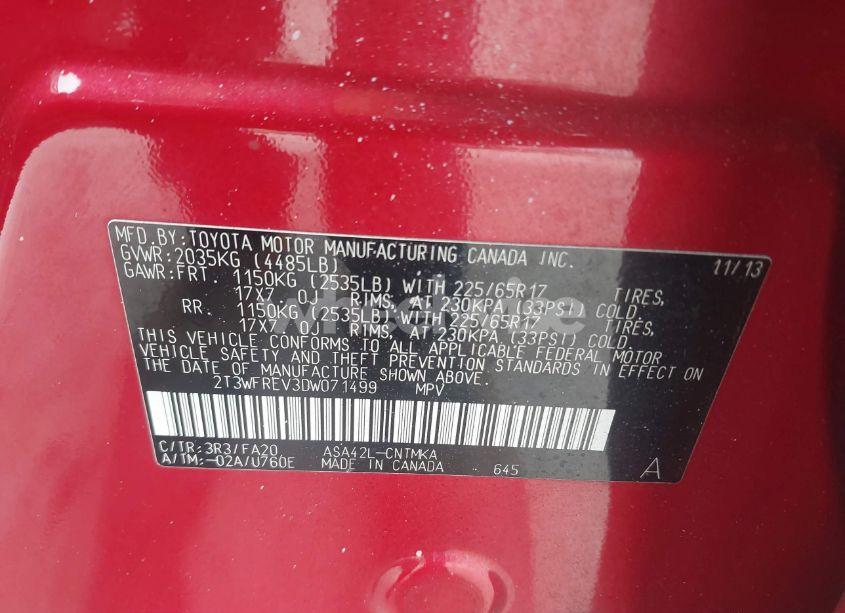 MFD.BY:TOYOTA MOTOR MANUFACTURING CANADA INC. 11/13
GVWR:2035KG (4485LB)
GAWR:FRT. 1150KG (2535LB) WITH 225/65R17 TIRES,
17X7.0J RIMS, AT 230KPA (33PSI) COLD.
RR. 1150KG (2535LB) WITH 225/65R17 TIRES,
17X7.0J RIMS, AT 230KPA (33PSI) COLD.
THIS VEHICLE CONFORMS TO ALL APPLICABLE FEDERAL MOTOR
VEHICLE SAFETY AND THEFT PREVENTION STANDARDS IN EFFECT ON
THE DATE OF MANUFACTURE SHOWN ABOVE.
2T3WFREV3DW071499 MPV
C/TR:3R3/FA20 ASA42L-CNTMKA
A/TM:-02A/U760E MADE IN CANADA 645 A